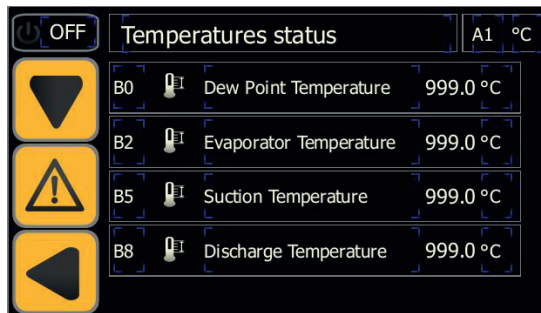 OFF Temperatures status A1 °C
B0 Dew Point Temperature 999.0 °C
B2 Evaporator Temperature 999.0 °C
B5 Suction Temperature 999.0 °C
B8 Discharge Temperature 999.0 °C